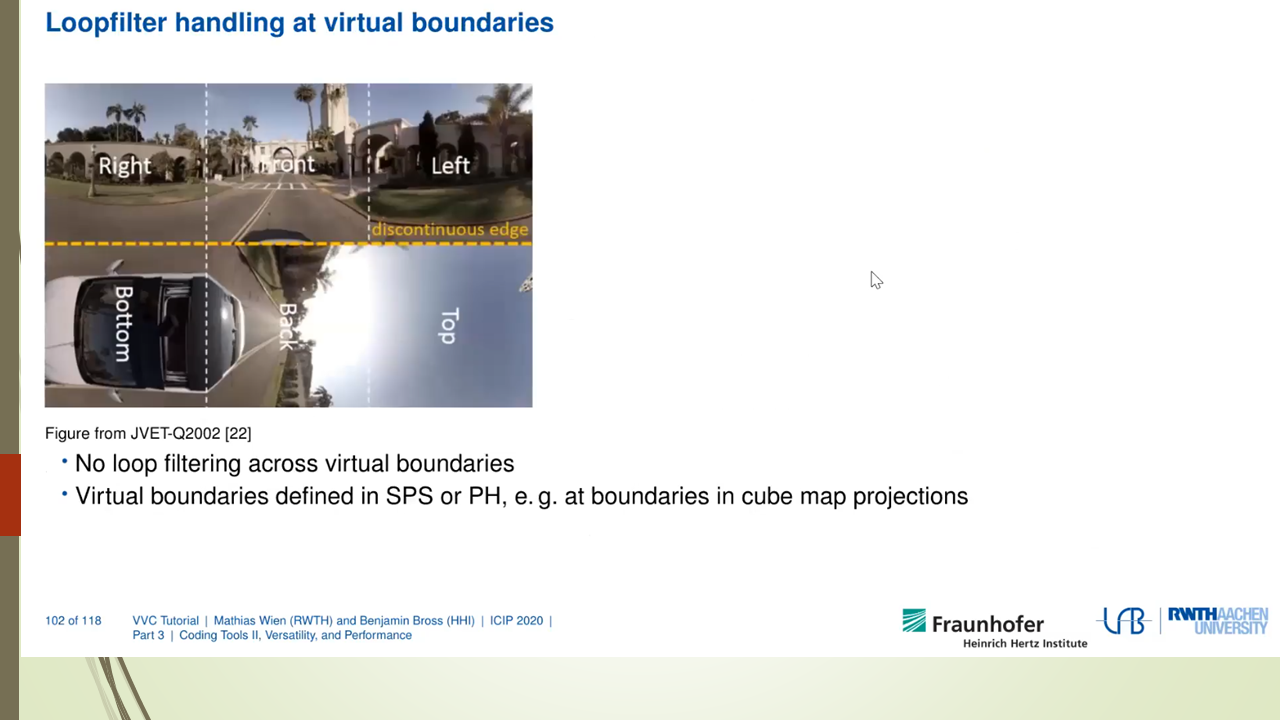 Loopfilter handling at virtual boundaries
Right
Front
Left
discontinuous edge
Bottom
Back
Top
Figure from JVET-Q2002 [22]
• No loop filtering across virtual boundaries
• Virtual boundaries defined in SPS or PH, e. g. at boundaries in cube map projections
102 of 118
VVC Tutorial | Mathias Wien (RWTH) and Benjamin Bross (HHI) | ICIP 2020 |
Part 3 | Coding Tools II, Versatility, and Performance
Fraunhofer
Heinrich Hertz Institute
RWTHAACHEN
UNIVERSITY